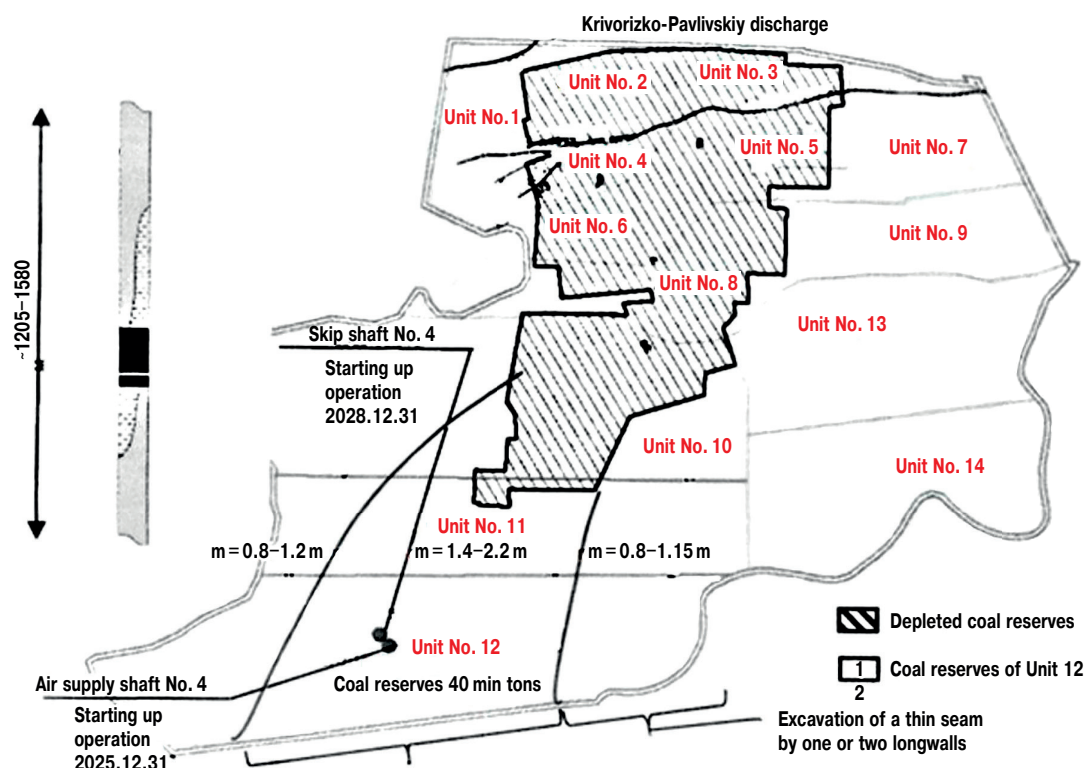 Krivorizko-Pavlivskiy discharge
Unit No. 3
Unit No. 2
Unit No. 1
Unit No. 5
Unit No. 7
Unit No. 4
Unit No. 6
Unit No. 9
Unit No. 8
~1205–1580
Unit No. 13
Skip shaft No. 4
Starting up
operation
2028.12.31
Unit No. 10
Unit No. 14
Unit No. 11
m = 0.8–1.2 m
m = 1.4–2.2 m
m = 0.8–1.15 m
Depleted coal reserves
Unit No. 12
1
2
Coal reserves of Unit 12
Air supply shaft No. 4
Coal reserves 40 min tons
Starting up
operation
2025.12.31
Excavation of a thin seam
by one or two longwalls